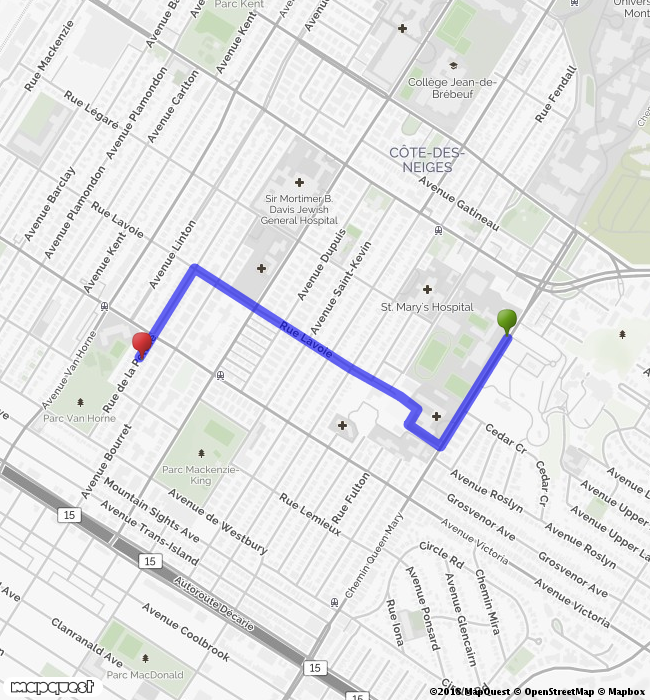 Parc Kent
Univers
Mont
Avenue Ba
Avenue
Avenue Kent
Rue Mackenzie
Collège Jean-de-
Brébeuf
Rue Fendall
Rue Légaré
Avenue Plamondon
Avenue Carlton
CÔTE-DES-
NEIGES
Avenue Gatineau
Avenue Barclay
Avenue Plamondon
Sir Mortimer B.
Davis Jewish
General Hospital
Rue Lavoie
Avenue Kent
Avenue Linton
Avenue Dupuis
Avenue Saint-Kevin
St. Mary's Hospital
Rue Lavoie
Avenue Van Horne
Rue de la
Parc Van Horne
Avenue Bourret
Parc Mackenzie-
King
Cedar Cr
Cedar Cr
Avenue Roslyn
Avenue Upper
Avenue Upper La
Mountain Sights Ave
Avenue de Westbury
Rue Lemieux
Rue Fulton
Grosvenor Ave
Avenue Roslyn
15
Avenue Trans-Island
Chemin Queen-Mary
Avenue Victoria
Grosvenor Ave
15
Autoroute Décarie
Circle Rd
Chemin Mira
Avenue Victoria
Avenue Ponsard
Avenue Glencairn
Rue Iona
Ave
Avenue Coolbrook
Clanranald Ave
Parc MacDonald
15
15
Circle Rd
mapquest
©2018 MapQuest © OpenStreetMap © Mapbox